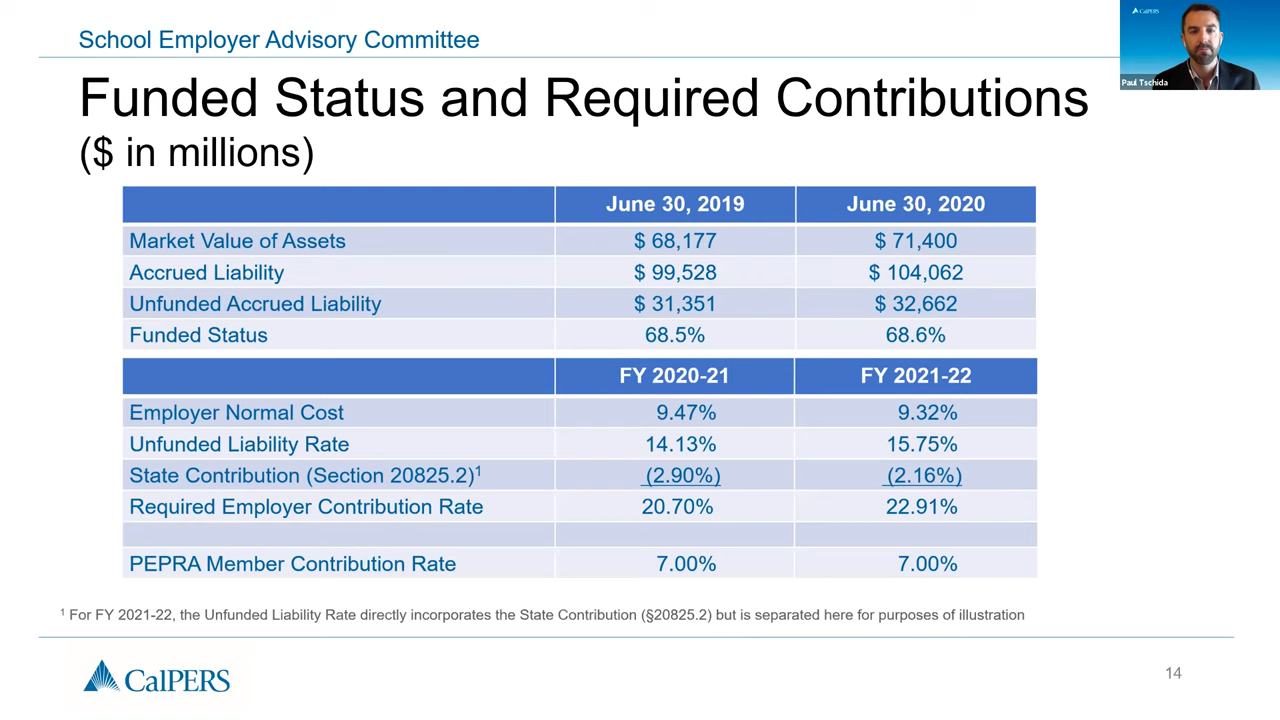 School Employer Advisory Committee
CalPERS
Paul Tschida
Funded Status and Required Contributions
($ in millions)
June 30, 2019 June 30, 2020
Market Value of Assets $ 68,177 $ 71,400
Accrued Liability $ 99,528 $ 104,062
Unfunded Accrued Liability $ 31,351 $ 32,662
Funded Status 68.5% 68.6%
FY 2020-21 FY 2021-22
Employer Normal Cost 9.47% 9.32%
Unfunded Liability Rate 14.13% 15.75%
State Contribution (Section 20825.2)¹ (2.90%) (2.16%)
Required Employer Contribution Rate 20.70% 22.91%
PEPRA Member Contribution Rate 7.00% 7.00%
¹ For FY 2021-22, the Unfunded Liability Rate directly incorporates the State Contribution (§20825.2) but is separated here for purposes of illustration
CalPERS
14